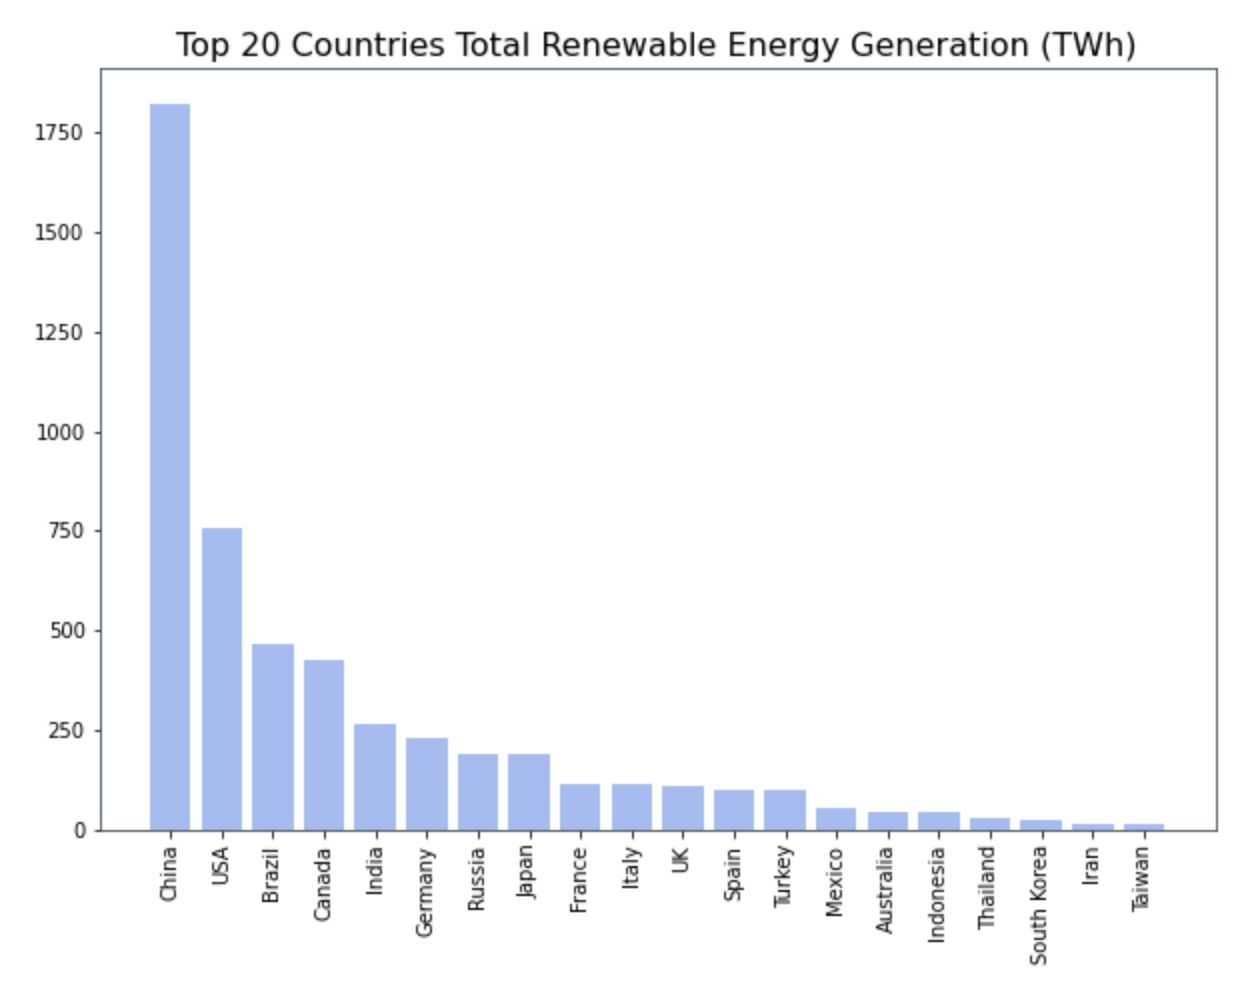 Top 20 Countries Total Renewable Energy Generation (TWh)
1750
1500
1250
1000
750
500
250
0
China
USA
Brazil
Canada
India
Germany
Russia
Japan
France
Italy
UK
Spain
Turkey
Mexico
Australia
Indonesia
Thailand
South Korea
Iran
Taiwan